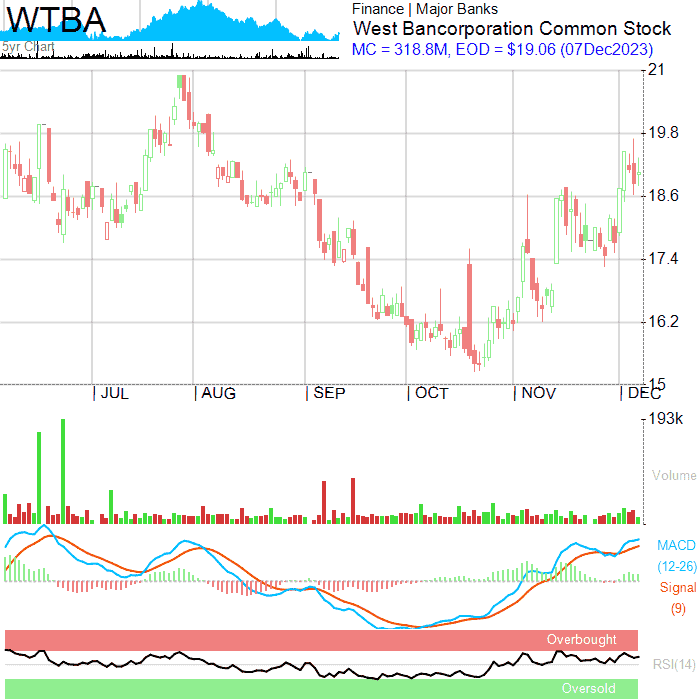 WTBA
5yr Chart
Finance | Major Banks
West Bancorporation Common Stock
MC = 318.8M, EOD = $19.06 (07Dec2023)
21
19.8
18.6
17.4
16.2
15
JUL AUG SEP OCT NOV DEC
193k
Volume
MACD
(12-26)
Signal
(9)
Overbought
RSI(14)
Oversold